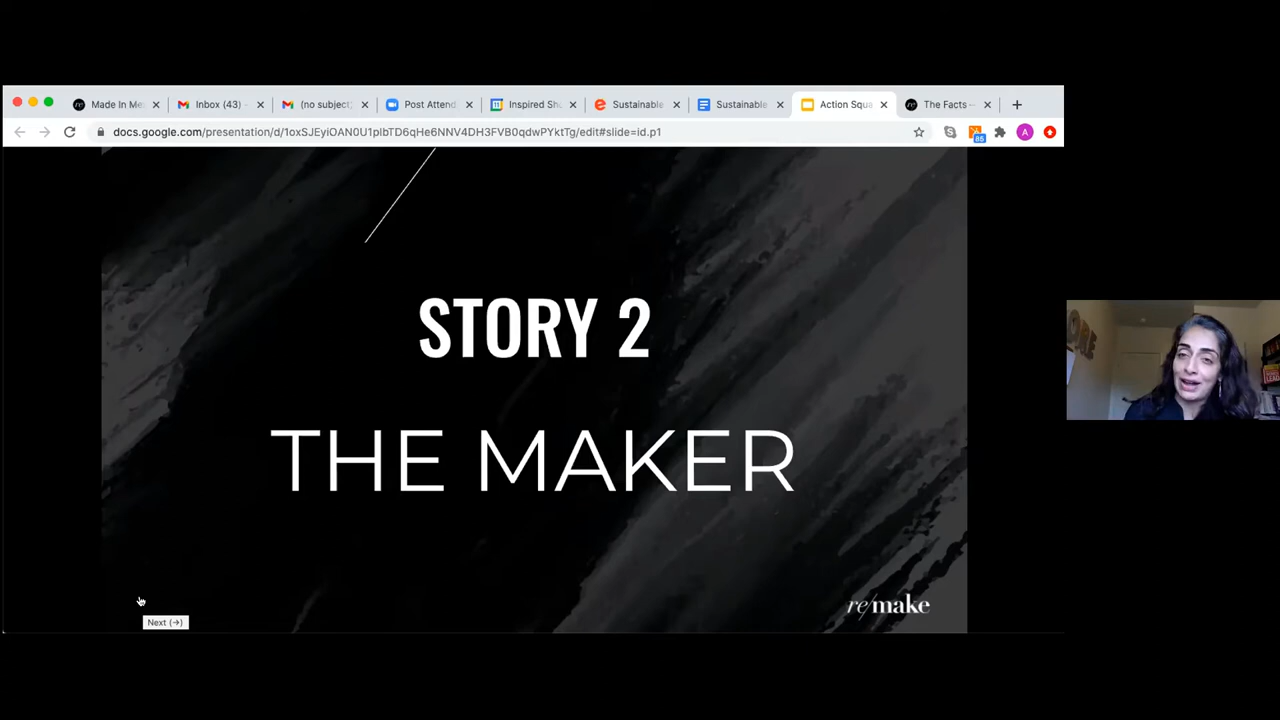 Made In Me
Inbox (43)
(no subject
Post Attend
Inspired Sh
Sustainable
Sustainable
Action Squa
The Facts –
docs.google.com/presentation/d/1oxSJEyiOAN0U1plbTD6qHe6NNV4DH3FVB0qdwPYktTg/edit#slide=id.p1
85
A
STORY 2
THE MAKER
Next (→)
re/make